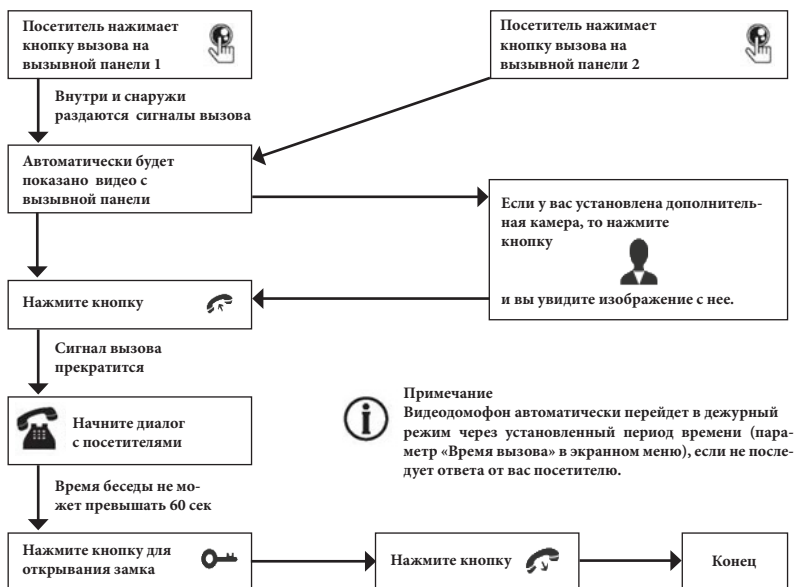 Посетитель нажимает
кнопку вызова на
вызывной панели 1
Посетитель нажимает
кнопку вызова на
вызывной панели 2
Внутри и снаружи
раздаются сигналы вызова
Автоматически будет
показано видео с
вызывной панели
Если у вас установлена дополнитель-
ная камера, то нажмите
кнопку
и вы увидите изображение с нее.
Нажмите кнопку
Сигнал вызова
прекратится
Начните диалог
с посетителями
Примечание
Видеодомофон автоматически перейдет в дежурный
режим через установленный период времени (пара-
метр «Время вызова» в экранном меню), если не после-
дует ответа от вас посетителю.
Время беседы не мо-
жет превышать 60 сек
Нажмите кнопку для
открывания замка
Нажмите кнопку
Конец